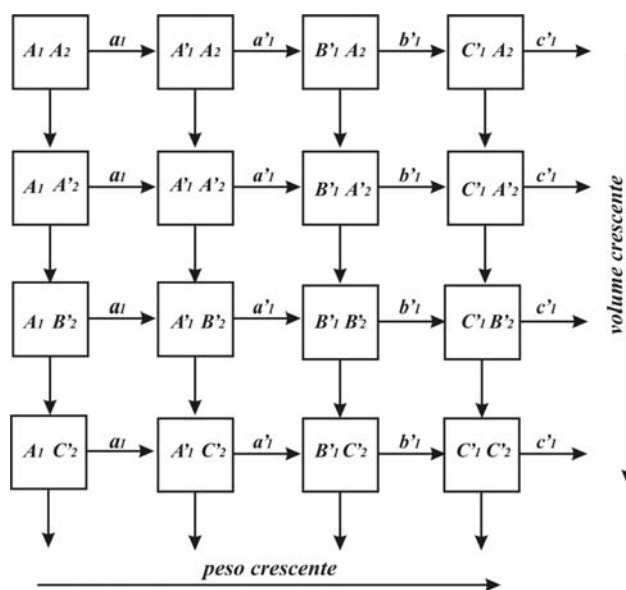 A1 A2 a1 A'1 A2 a'1 B'1 A2 b'1 C'1 A2 c'1
A1 A'2 a1 A'1 A'2 a'1 B'1 A'2 b'1 C'1 A'2 c'1
A1 B'2 a1 A'1 B'2 a'1 B'1 B'2 b'1 C'1 B'2 c'1
A1 C'2 a1 A'1 C'2 a'1 B'1 C'2 b'1 C'1 C'2 c'1
volume crescente
peso crescente